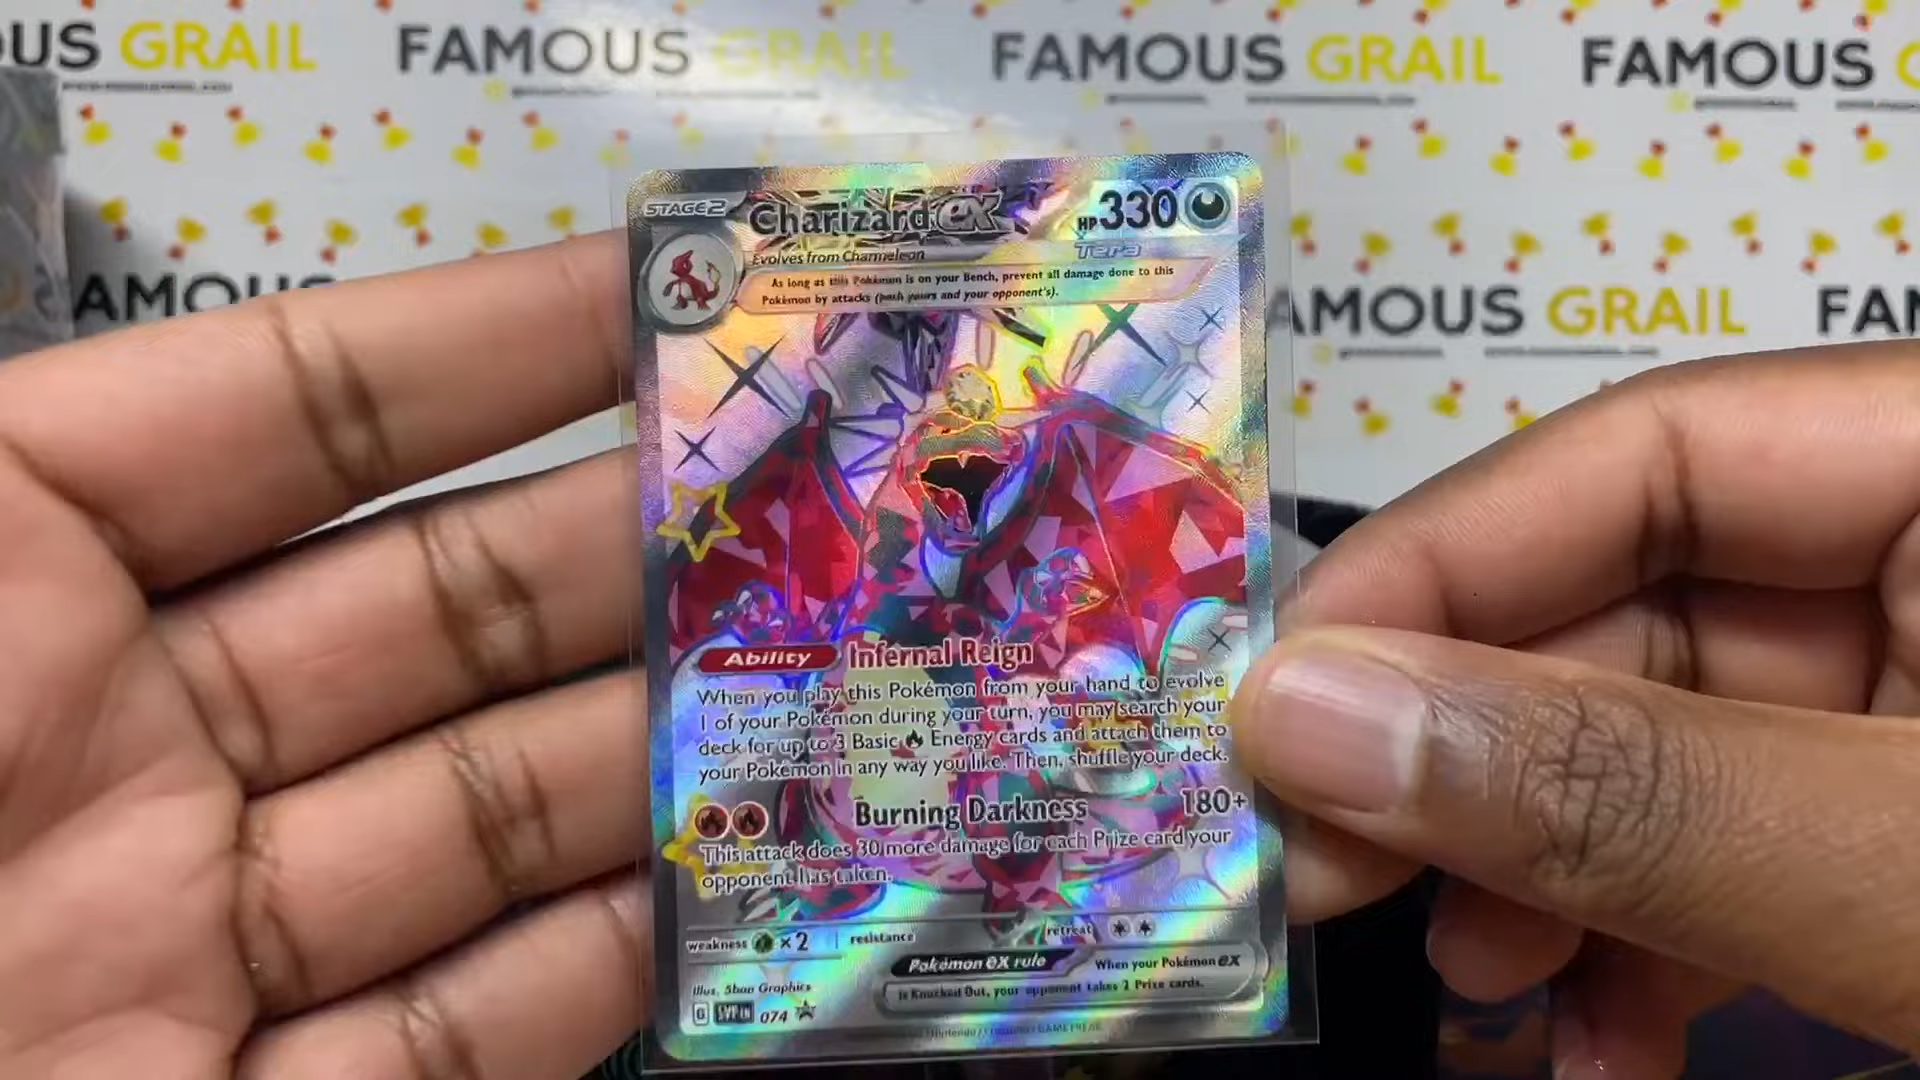 OUS GRAIL
FAMOUS GRAIL
FAMOUS GRAIL
FAMOUS
AMOUS
AMOUS GRAIL
FAM
STAGE2
Charizard ex
HP 330
Evolves from Charmeleon
Tera
As long as this Pokémon is on your Bench, prevent all damage done to this
Pokémon by attacks (both yours and your opponent's).
Ability Infernal Reign
When you play this Pokémon from your hand to evolve
1 of your Pokémon during your turn, you may search your
deck for up to 3 Basic Energy cards and attach them to
your Pokémon in any way you like. Then, shuffle your deck.
Burning Darkness 180+
This attack does 30 more damage for each Prize card your
opponent has taken.
weakness ×2 resistance retreat
Pokémon ex rule When your Pokémon ex
is Knocked Out, your opponent takes 2 Prize cards.
Illus. 5ban Graphics
G SVP EN 074